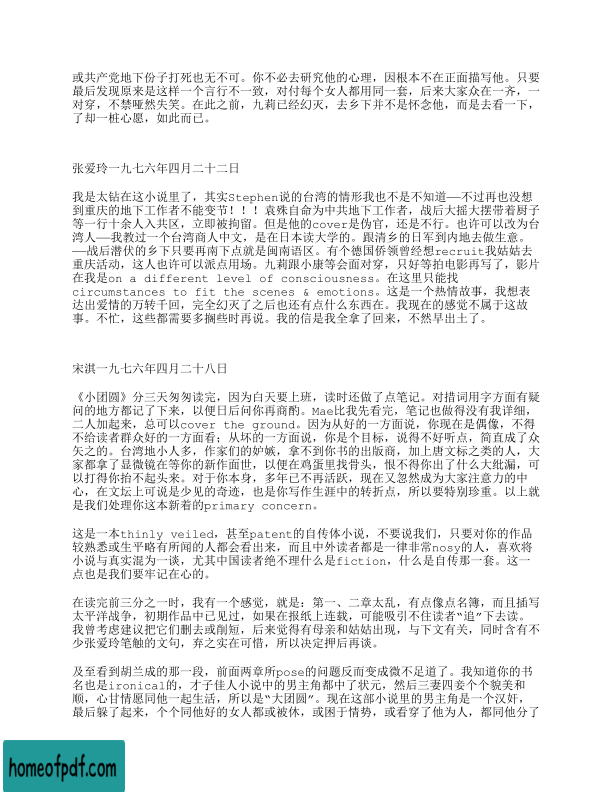 或共产党地下份子打死也无不可。你不必去研究他的心理，因根本不在正面描写他。只要
最后发现原来是这样一个言行不一致，对付每个女人都用同一套，后来大家众在一齐，一
对穿，不禁哑然失笑。在此之前，九莉已经幻灭，去乡下并不是怀念他，而是去看一下，
了却一桩心愿，如此而已。
张爱玲一九七六年四月二十二日
我是太钻在这小说里了，其实Stephen说的台湾的情形我也不是不知道——不过再也没想
到重庆的地下工作者不能变节！！！袁殊自命为中共地下工作者，战后大摇大摆带着厨子
等一行十余人入共区，立即被拘留。但是他的cover是伪官，还是不行。也许可以改为台
湾人——我教过一个台湾商人中文，是在日本读大学的。跟清乡的日军到内地去做生意。
——战后潜伏的乡下只要再南下点就是闽南语区。有个德国侨领曾经想recruit我姑姑去
重庆活动，这人也许可以派点用场。九莉跟小康等会面对穿，只好等拍电影再写了，影片
在我是on a different level of consciousness。在这里只能找
circumstances to fit the scenes & emotions。这是一个热情故事，我想表
达出爱情的万转千回，完全幻灭了之后也还有点什么东西在。我现在的感觉不属于这故
事。不忙，这些都需要多搁些时再说。我的信是我全拿了回来，不然早出土了。
宋淇一九七六年四月二十八日
《小团圆》分三天匆匆读完，因为白天要上班，读时还做了点笔记。对措词用字方面有疑
问的地方都记了下来，以便日后问你再商酌。Mae比我先看完，笔记也做得没有我详细，
二人加起来，总可以cover the ground。因为从好的一方面说，你现在是偶像，不得
不给读者群众好的一方面看；从坏的一方面说，你是个目标，说得不好听点，简直成了众
矢之的。台湾地小人多，作家们的妒嫉，拿不到你书的出版商，加上唐文标之类的人，大
家都拿了显微镜在等你的新作面世，以便在鸡蛋里找骨头，恨不得你出了什么大纰漏，可
以打得你抬不起头来。对于你本身，多年已不再活跃，现在又忽然成为大家注意力的中
心，在文坛上可说是少见的奇迹，也是你写作生涯中的转折点，所以要特别珍重。以上就
是我们处理你这本新着的primary concern。
这是一本thinly veiled，甚至patent的自传体小说，不要说我们，只要对你的作品
较熟悉或生平略有所闻的人都会看出来，而且中外读者都是一律非常nosy的人，喜欢将
小说与真实混为一谈，尤其中国读者绝不理什么是fiction，什么是自传那一套。这一
点也是我们要牢记在心的。
在读完前三分之一时，我有一个感觉，就是：第一、二章太乱，有点像点名簿，而且插写
太平洋战争，初期作品中已见过，如果在报纸上连载，可能吸引不住读者“追”下去读。
我曾考虑建议把它们删去或削短，后来觉得有母亲和姑姑出现，与下文有关，同时含有不
少张爱玲笔触的文句，弃之实在可惜，所以决定押后再谈。
及至看到胡兰成的那一段，前面两章所pose的问题反而变成微不足道了。我知道你的书
名也是ironical的，才子佳人小说中的男主角都中了状元，然后三妻四妾个个貌美和
顺，心甘情愿同他一起生活，所以是“大团圆”。现在这部小说里的男主角是一个汉奸，
最后躲了起来，个个同他好的女人都或被休，或困于情势，或看穿了他为人，都同他分了
homeofpdf.com